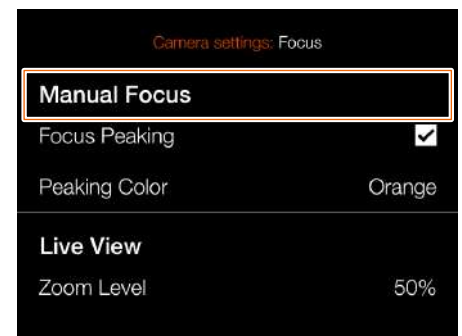 Camera settings: Focus
Manual Focus
Focus Peaking
Peaking Color Orange
Live View
Zoom Level 50%